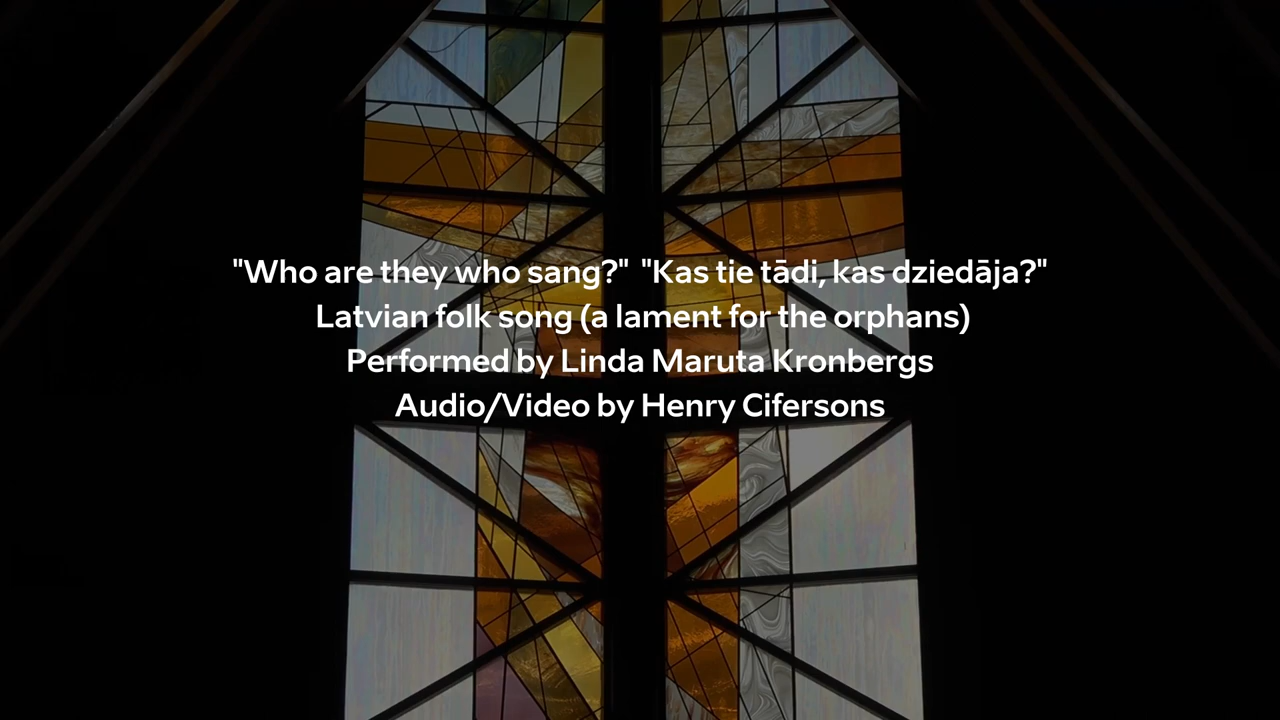 "Who are they who sang?" "Kas tie tādi, kas dziedāja?"
Latvian folk song (a lament for the orphans)
Performed by Linda Maruta Kronbergs
Audio/Video by Henry Cifersons